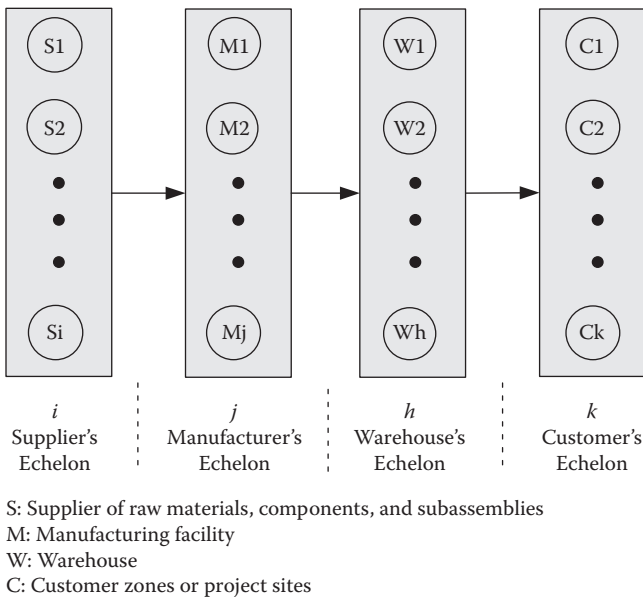 S1 M1 W1 C1
S2 M2 W2 C2
Si Mj Wh Ck
i j h k
Supplier's Manufacturer's Warehouse's Customer's
Echelon Echelon Echelon Echelon
S: Supplier of raw materials, components, and subassemblies
M: Manufacturing facility
W: Warehouse
C: Customer zones or project sites